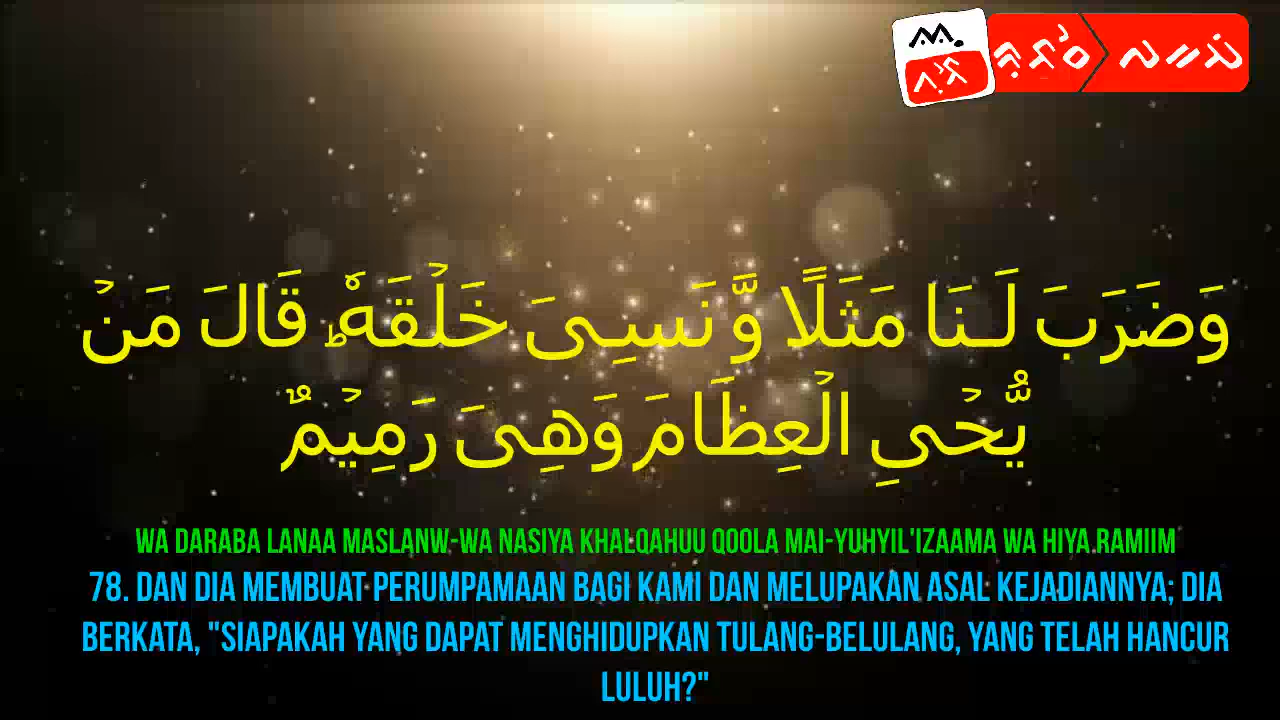 وَضَرَبَ لَـنَا مَثَلًا وَّ نَسِىَ خَلۡقَهٗ‌ ؕ قَالَ مَنۡ
يُّحۡىِ الۡعِظَامَ وَهِىَ رَمِيۡمٌ
WA DARABA LANAA MASLANW-WA NASIYA KHALQAHUU QOOLA MAI-YUHYIL'IZAAMA WA HIYA RAMIIM
78. DAN DIA MEMBUAT PERUMPAMAAN BAGI KAMI DAN MELUPAKAN ASAL KEJADIANNYA; DIA
BERKATA, "SIAPAKAH YANG DAPAT MENGHIDUPKAN TULANG-BELULANG, YANG TELAH HANCUR
LULUH?"